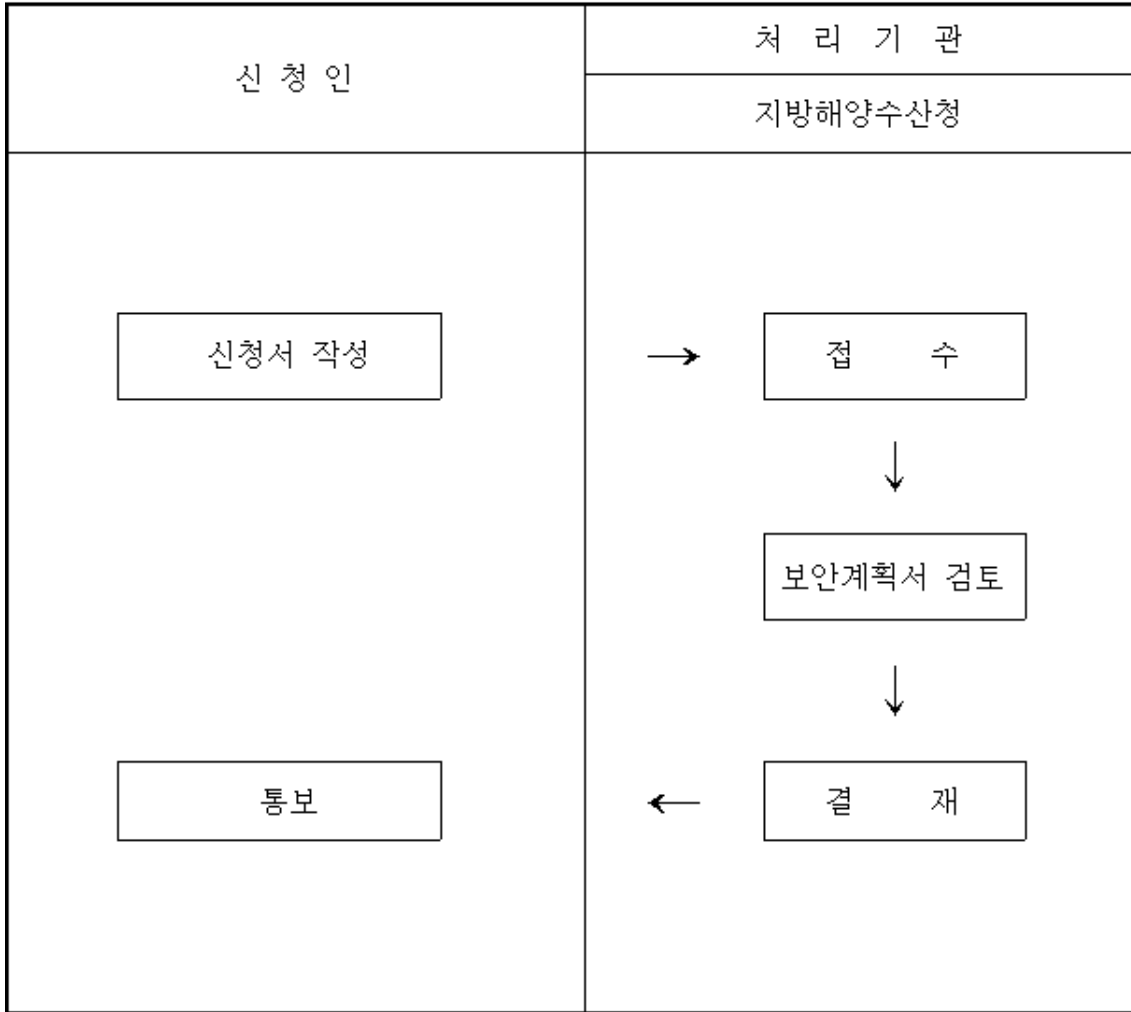 신 청 인
처 리 기 관
지방해양수산청
신청서 작성
→
접 수
↓
보안계획서 검토
↓
결 재
←
통보